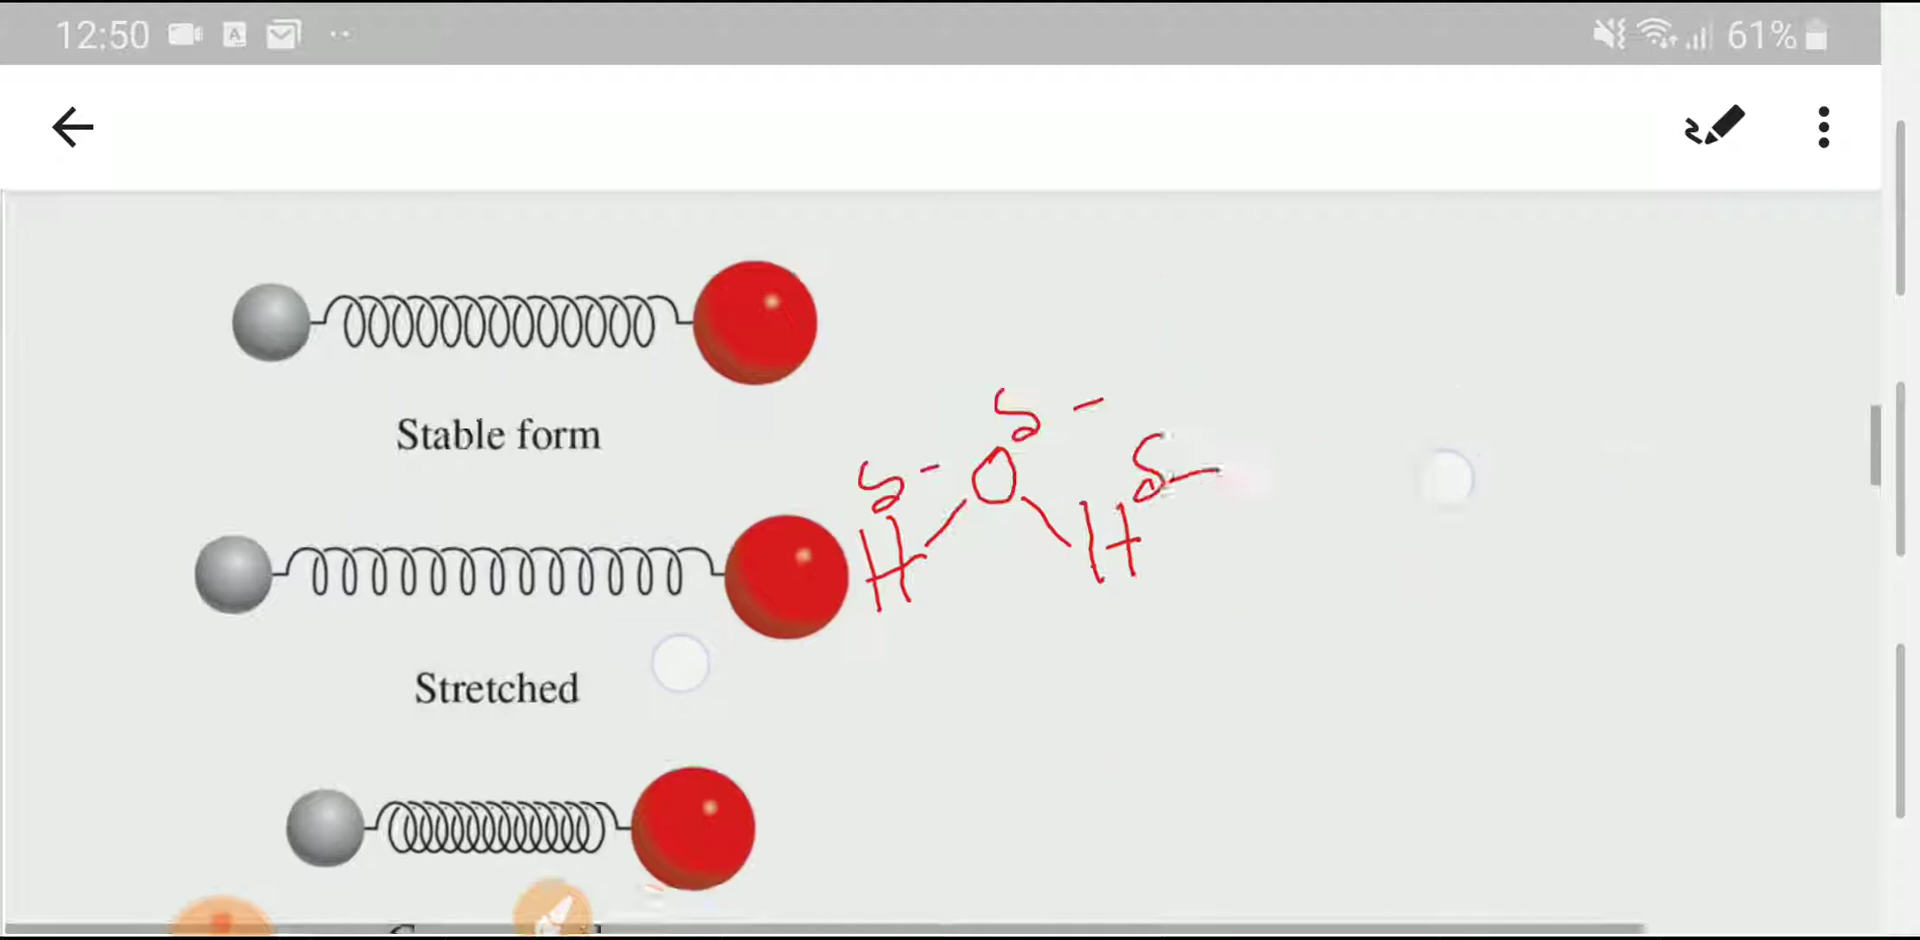 12:50 61%
Stable form
δ -
δ - O δ -
H H
Stretched